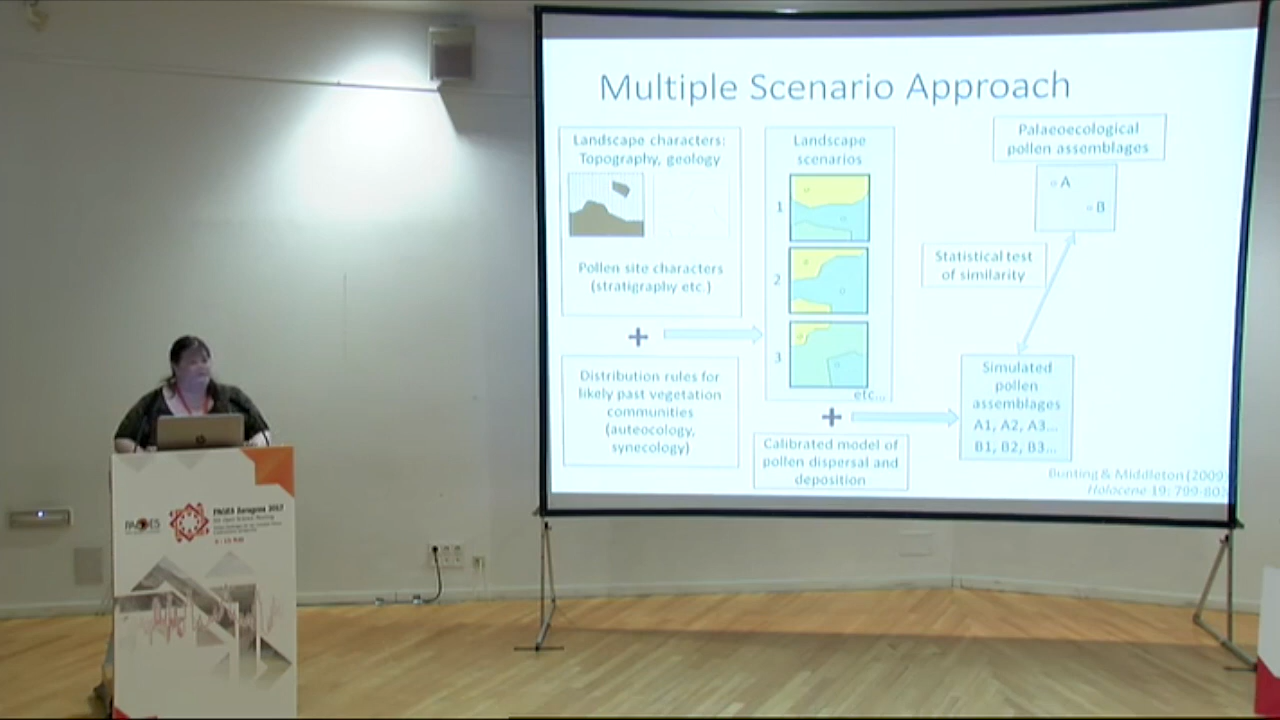 Multiple Scenario Approach
Landscape characters:
Topography, geology
Pollen site characters
(stratigraphy etc.)
Distribution rules for
likely past vegetation
communities
(auteocology,
synecology)
Landscape
scenarios
1
2
3
etc...
Calibrated model of
pollen dispersal and
deposition
Palaeoecological
pollen assemblages
A
B
Statistical test
of similarity
Simulated
pollen
assemblages
A1, A2, A3...
B1, B2, B3...
Bunting & Middleton (2009
Holocene 19: 799-803
PAGES
PAGES Zaragoza 2017